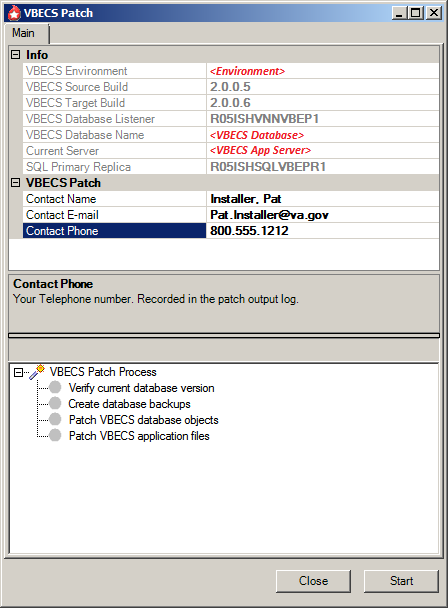 VBECS Patch
Main
Info
VBECS Environment <Environment>
VBECS Source Build 2.0.0.5
VBECS Target Build 2.0.0.6
VBECS Database Listener R05ISHVNNVBEP1
VBECS Database Name <VBECS Database>
Current Server <VBECS App Server>
SQL Primary Replica R05ISHSQLVBEPR1
VBECS Patch
Contact Name Installer, Pat
Contact E-mail Pat.Installer@va.gov
Contact Phone 800.555.1212
Contact Phone
Your Telephone number. Recorded in the patch output log.
VBECS Patch Process
Verify current database version
Create database backups
Patch VBECS database objects
Patch VBECS application files
Close Start